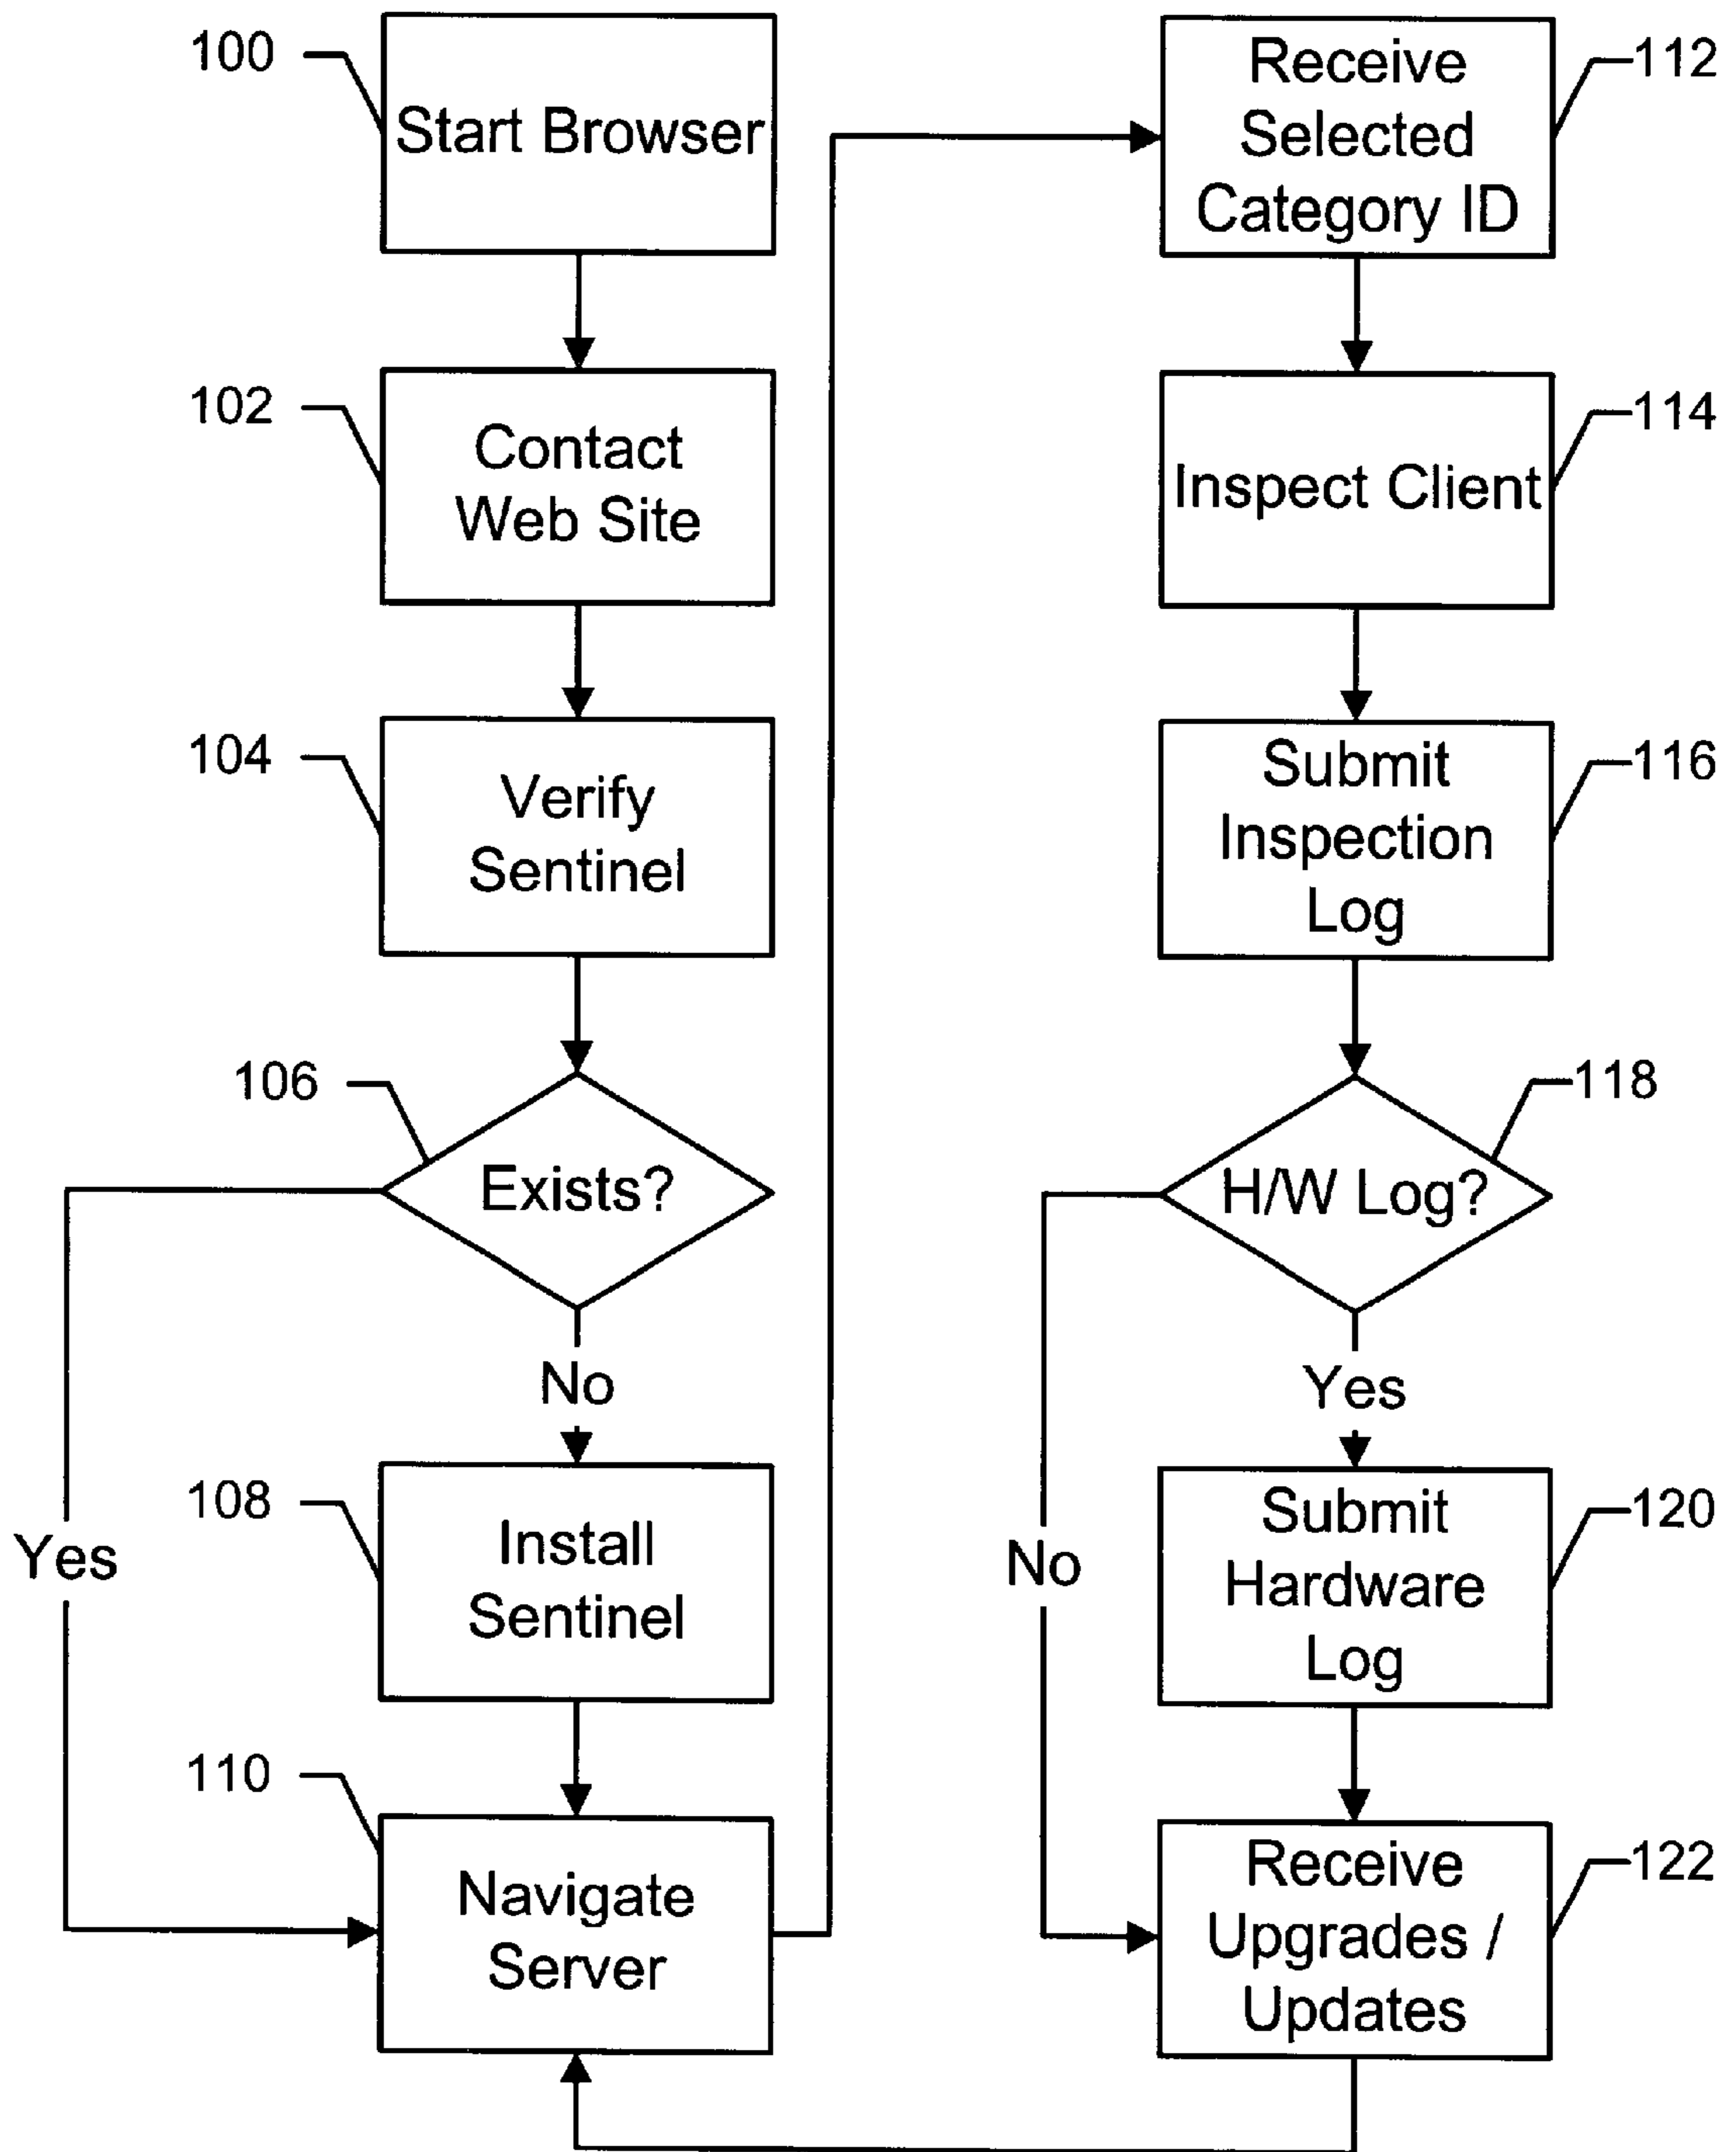 100
Start Browser
102
Contact
Web Site
104
Verify
Sentinel
106
Exists?
Yes
No
108
Install
Sentinel
110
Navigate
Server
Receive
Selected
Category ID
112
Inspect Client
114
Submit
Inspection
Log
116
H/W Log?
118
No
Yes
Submit
Hardware
Log
120
Receive
Upgrades /
Updates
122